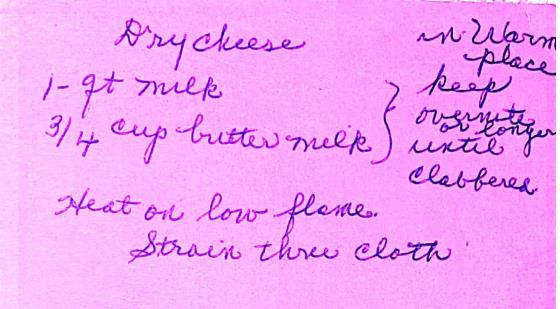 Dry cheese
1 - qt milk
3/4 cup butter milk
in Warm
place
keep
overnite
or longer
until
clabbered
Heat on low flame.
Strain thru cloth